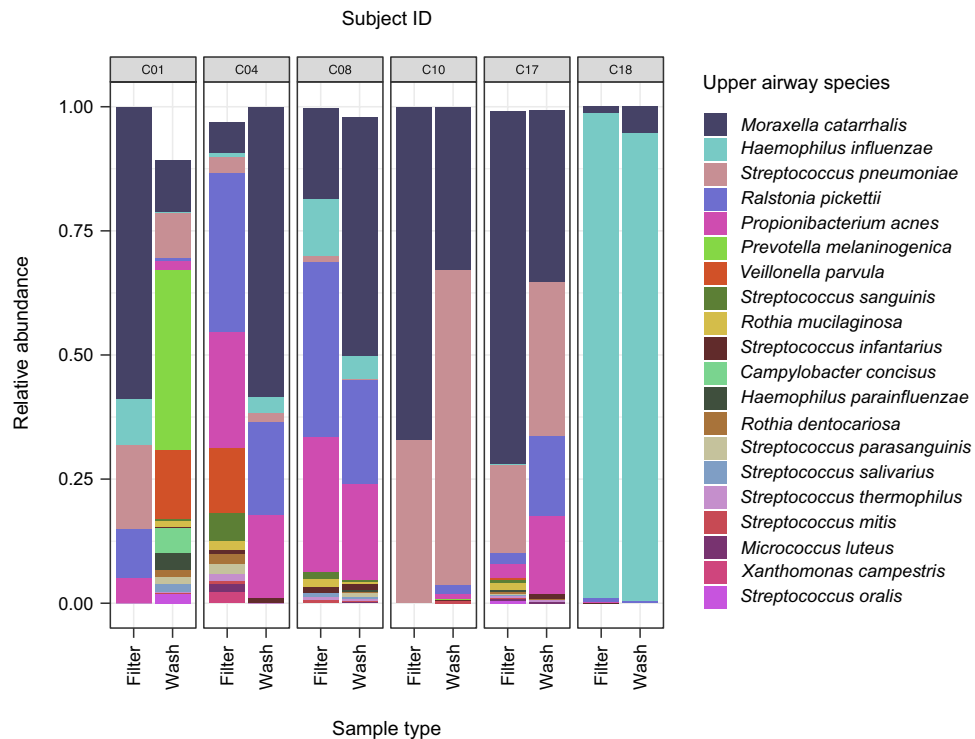 Subject ID
C01 C04 C08 C10 C17 C18
Upper airway species
Moraxella catarrhalis
Haemophilus influenzae
Streptococcus pneumoniae
Ralstonia pickettii
Propionibacterium acnes
Prevotella melaninogenica
Veillonella parvula
Streptococcus sanguinis
Rothia mucilaginosa
Streptococcus infantarius
Campylobacter concisus
Haemophilus parainfluenzae
Rothia dentocariosa
Streptococcus parasanguinis
Streptococcus salivarius
Streptococcus thermophilus
Streptococcus mitis
Micrococcus luteus
Xanthomonas campestris
Streptococcus oralis
Relative abundance
1.00
0.75
0.50
0.25
0.00
Filter Wash Filter Wash Filter Wash Filter Wash Filter Wash Filter Wash
Sample type